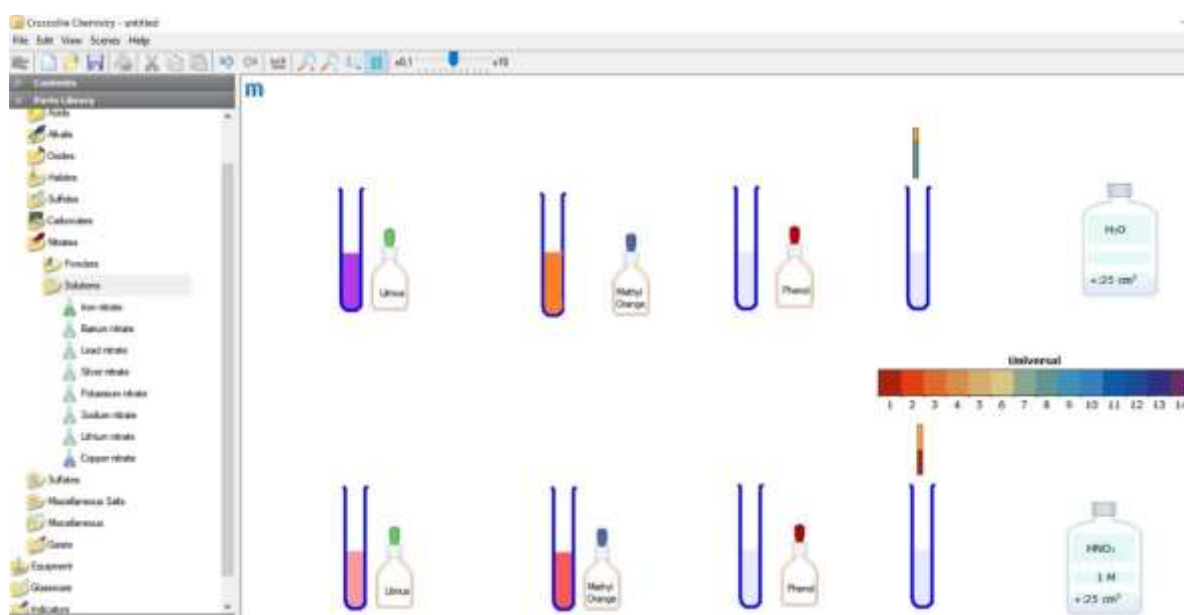 Crocodile Chemistry - untitled
File Edit View Scenes Help
x0,1 x10
Contents
Parts Library
Acids
Alkalis
Oxides
Halides
Sulfides
Carbonates
Nitrates
Powders
Solutions
Iron nitrate
Barium nitrate
Lead nitrate
Silver nitrate
Potassium nitrate
Sodium nitrate
Lithium nitrate
Copper nitrate
Sulfates
Miscellaneous Salts
Miscellaneous
Gases
Equipment
Glassware
Indicators
m
Litmus
Methyl
Orange
Phenol
H₂O
+:25 cm³
Universal
1 2 3 4 5 6 7 8 9 10 11 12 13 14
Litmus
Methyl
Orange
Phenol
HNO₃
1 M
+:25 cm³